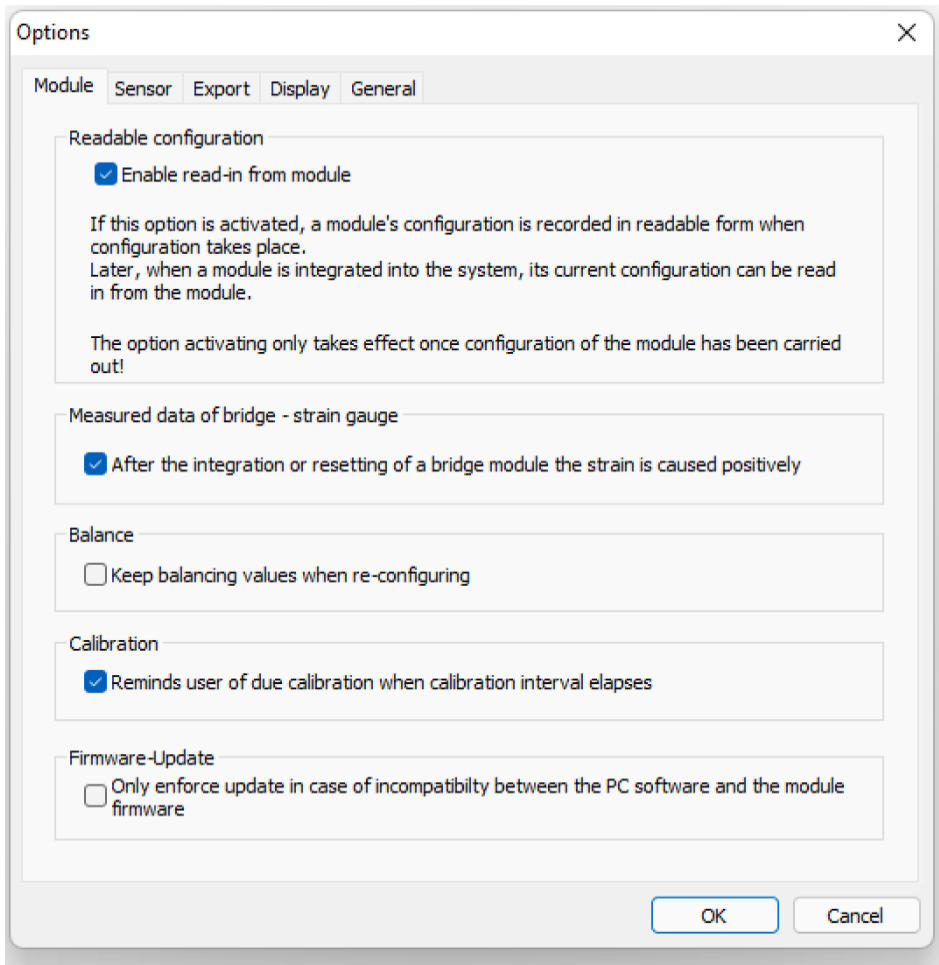 Options
Module Sensor Export Display General
Readable configuration
Enable read-in from module
If this option is activated, a module's configuration is recorded in readable form when
configuration takes place.
Later, when a module is integrated into the system, its current configuration can be read
in from the module.
The option activating only takes effect once configuration of the module has been carried
out!
Measured data of bridge - strain gauge
After the integration or resetting of a bridge module the strain is caused positively
Balance
Keep balancing values when re-configuring
Calibration
Reminds user of due calibration when calibration interval elapses
Firmware-Update
Only enforce update in case of incompatibilty between the PC software and the module
firmware
OK Cancel